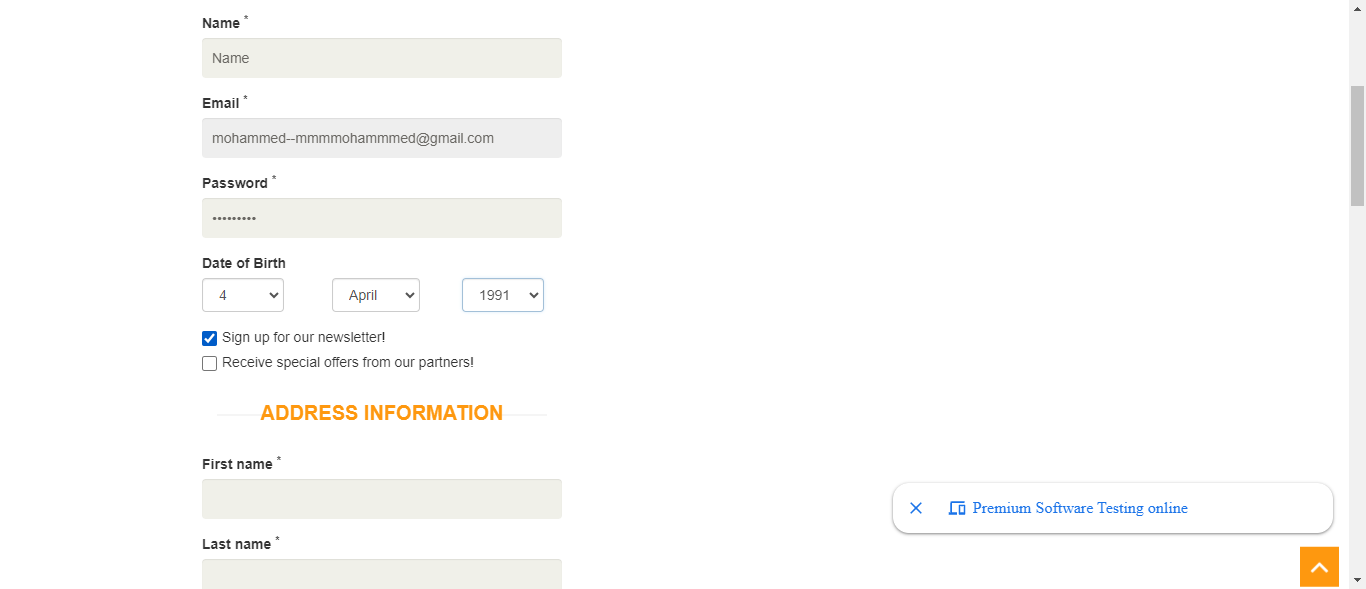 Name *
Name
Email *
mohammed--mmmmohammmed@gmail.com
Password *
•••••••••
Date of Birth
4 April 1991
Sign up for our newsletter!
Receive special offers from our partners!
ADDRESS INFORMATION
First name *
Premium Software Testing online
Last name *